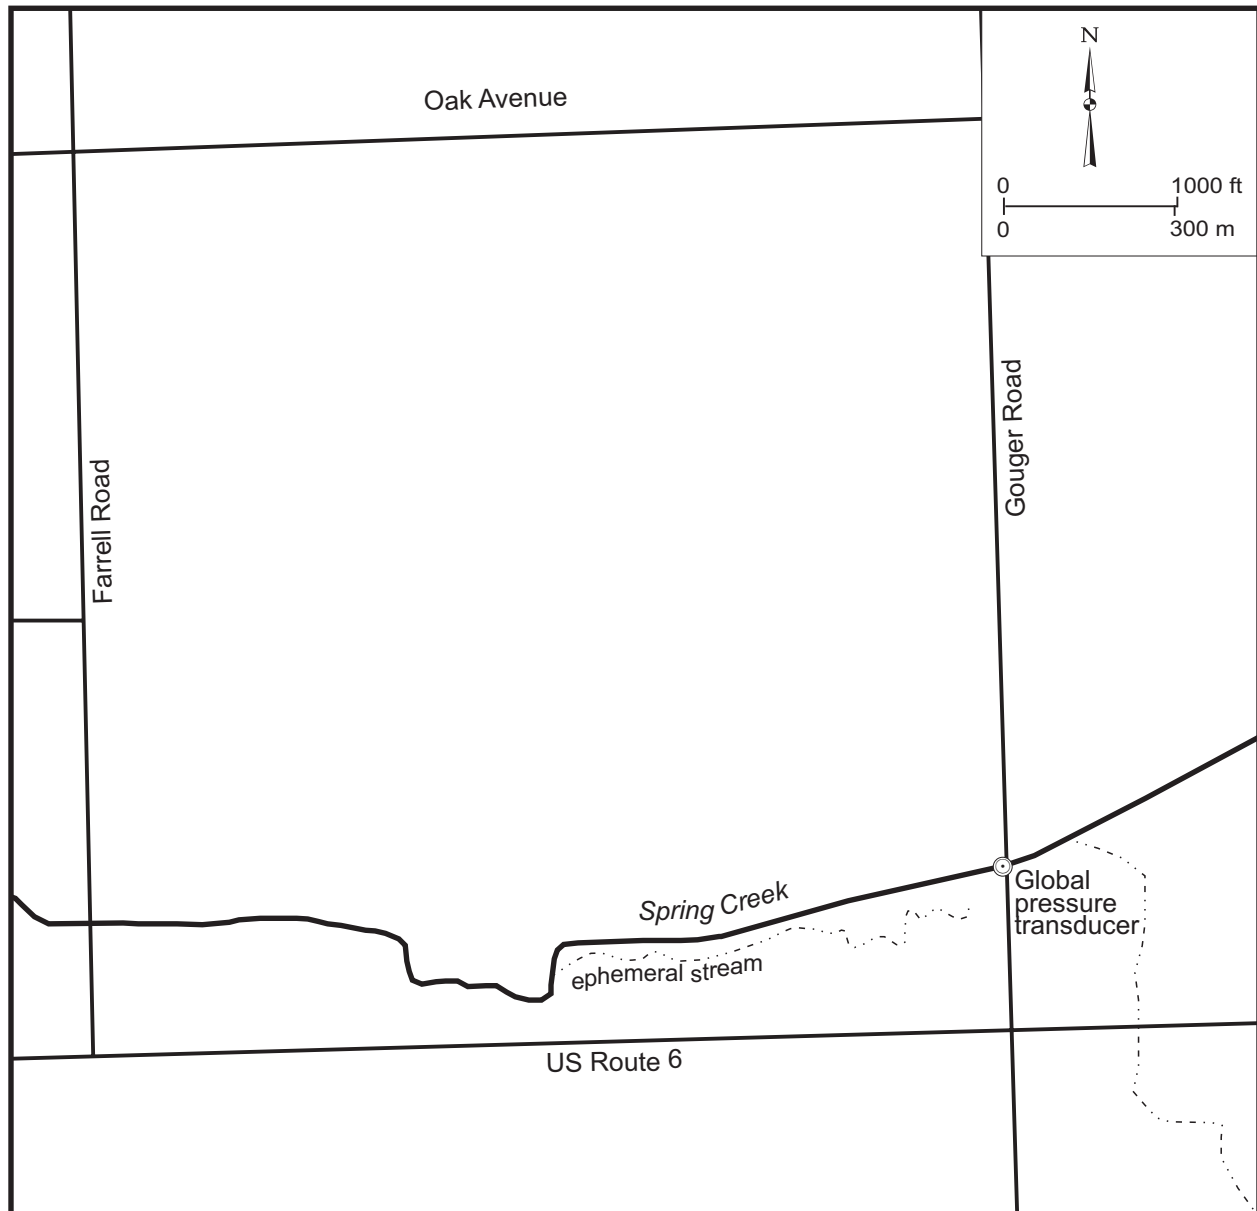 N
Oak Avenue
0 1000 ft
0 300 m
Gouger Road
Farrell Road
Spring Creek
Global
pressure
transducer
ephemeral stream
US Route 6